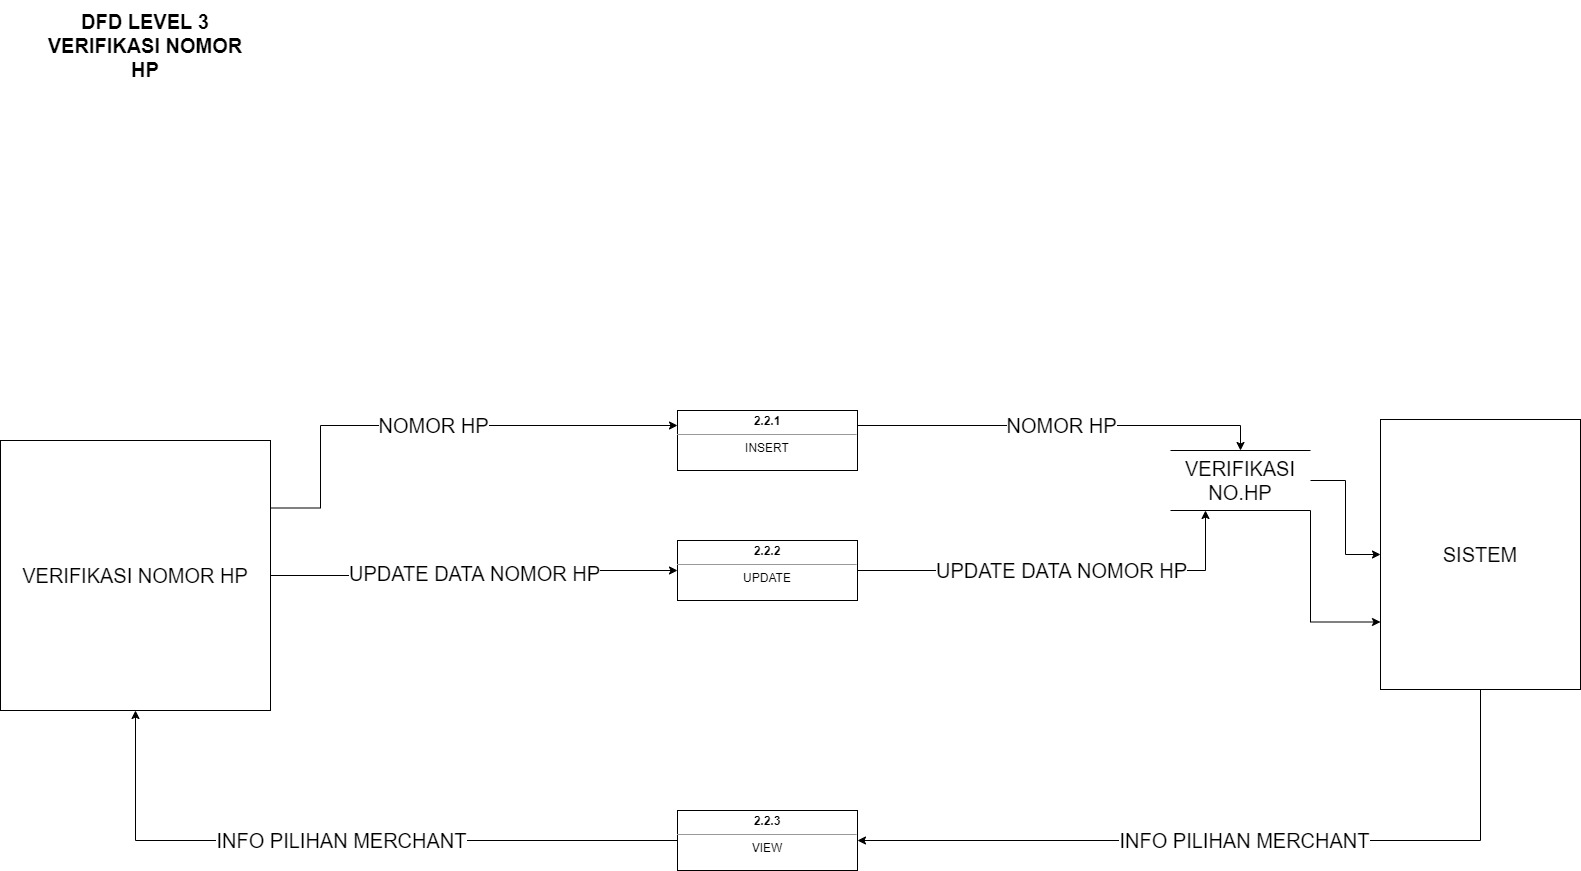 DFD LEVEL 3
VERIFIKASI NOMOR
HP
NOMOR HP
2.2.1
INSERT
NOMOR HP
VERIFIKASI
NO.HP
VERIFIKASI NOMOR HP
UPDATE DATA NOMOR HP
2.2.2
UPDATE
UPDATE DATA NOMOR HP
SISTEM
INFO PILIHAN MERCHANT
2.2.3
VIEW
INFO PILIHAN MERCHANT